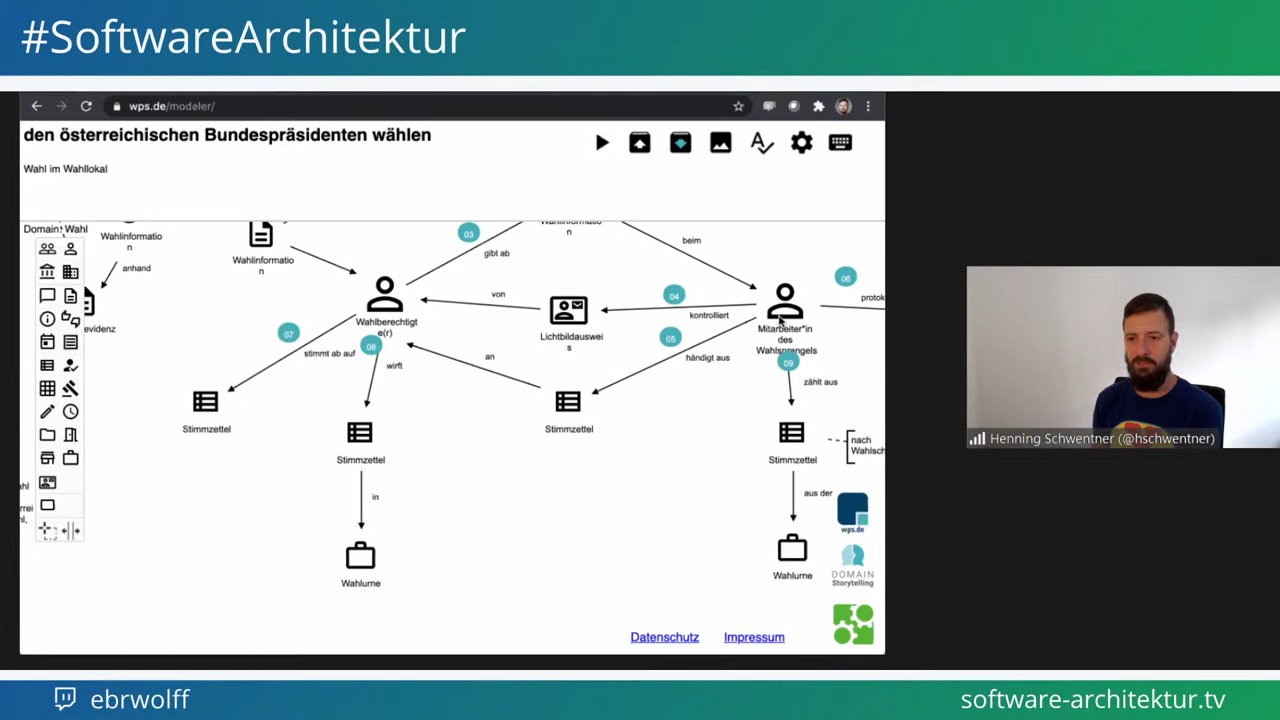 #SoftwareArchitektur
wps.de/modeler/
den österreichischen Bundespräsidenten wählen
Wahl im Wahllokal
Domain: Wahl
Wahlinformatio
n
anhand
evidenz
Wahlinformatio
n
03
gibt ab
n
beim
06
protok
von
04
kontrolliert
Wahlberechtigt
e(r)
Lichtbildauswei
s
Mitarbeiter*in
des
Wahlsprengels
07
stimmt ab auf
08
wirft
an
05
händigt aus
09
zählt aus
Stimmzettel
Stimmzettel
Stimmzettel
Stimmzettel
nach
Wahlsch
in
aus der
Wahlurne
Wahlurne
wps.de
DOMAIN
Storytelling
Datenschutz
Impressum
Henning Schwentner (@hschwentner)
ebrwolff
software-architektur.tv